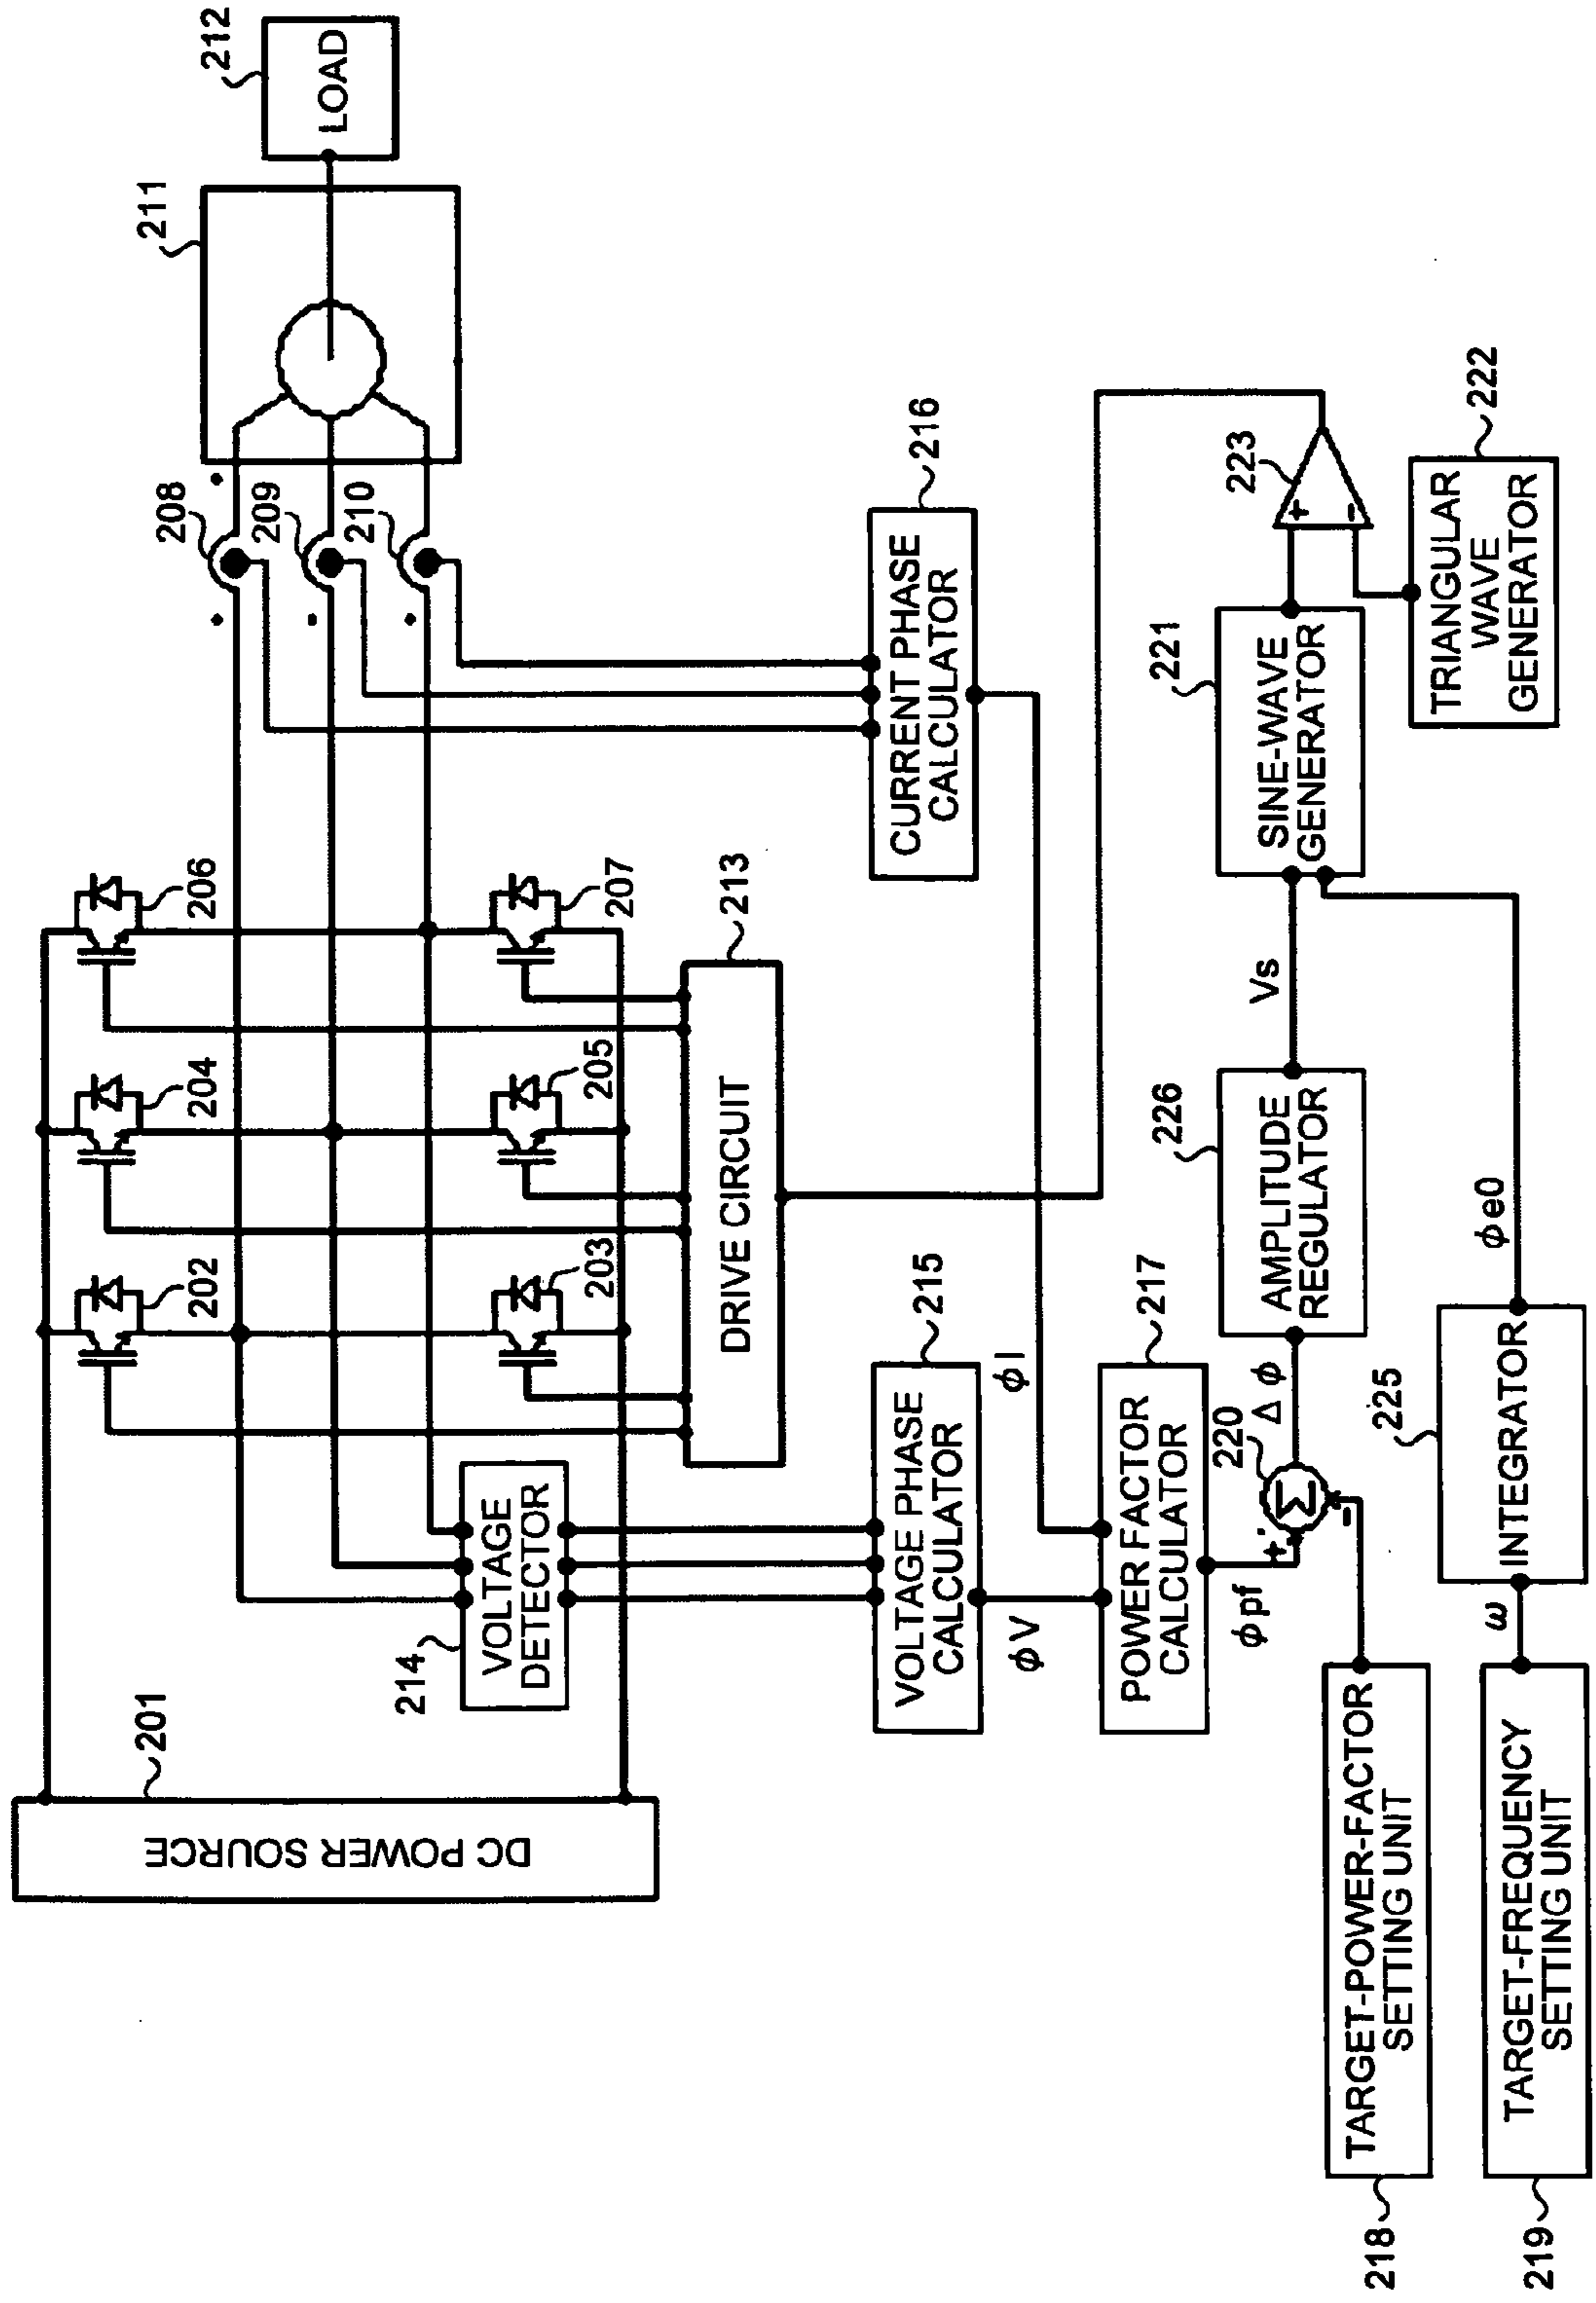 201
DC POWER SOURCE
202
204
206
203
205
207
208
209
210
211
212
LOAD
214
VOLTAGE
DETECTOR
DRIVE CIRCUIT
213
215
VOLTAGE PHASE
CALCULATOR
216
CURRENT PHASE
CALCULATOR
ϕV
ϕI
217
POWER FACTOR
CALCULATOR
ϕpf
+
-
220
Σ
Δϕ
226
AMPLITUDE
REGULATOR
Vs
221
SINE-WAVE
GENERATOR
223
+
-
222
TRIANGULAR
WAVE
GENERATOR
218
TARGET-POWER-FACTOR
SETTING UNIT
219
TARGET-FREQUENCY
SETTING UNIT
ω
225
INTEGRATOR
ϕe0